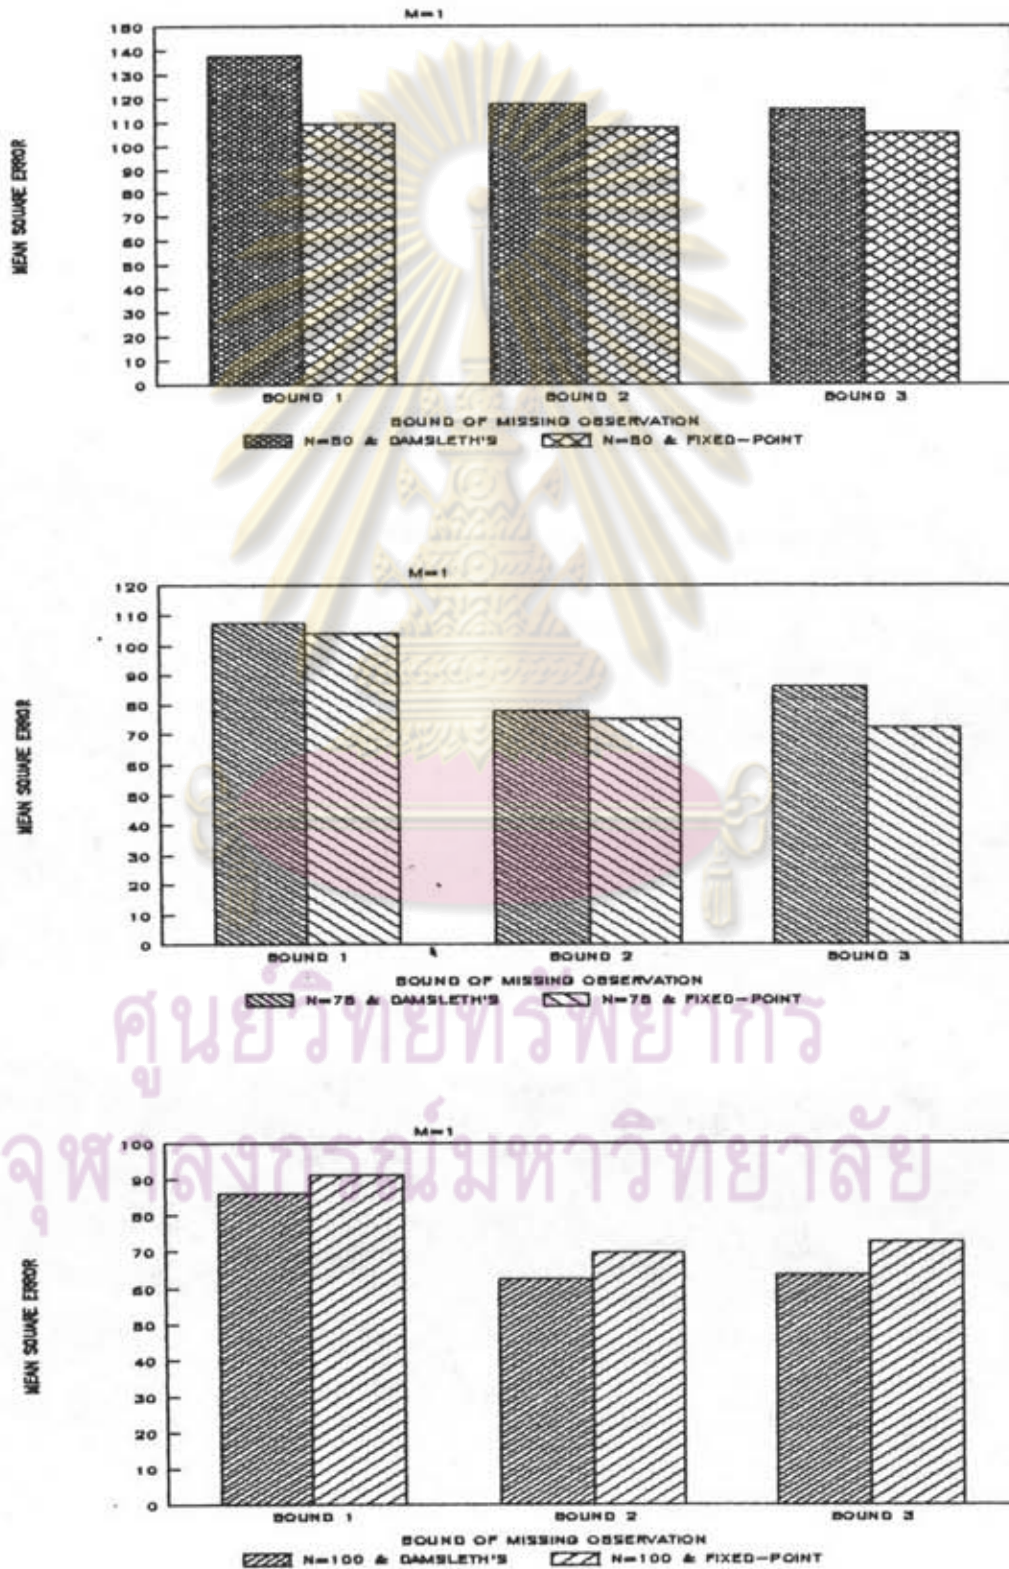 M=1
MEAN SQUARE ERROR
150
140
130
120
110
100
90
80
70
60
50
40
30
20
10
0
BOUND 1 BOUND 2 BOUND 3
BOUND OF MISSING OBSERVATION
N=50 & DAMSLETH'S N=50 & FIXED-POINT
M=1
MEAN SQUARE ERROR
120
110
100
90
80
70
60
50
40
30
20
10
0
BOUND 1 BOUND 2 BOUND 3
BOUND OF MISSING OBSERVATION
N=75 & DAMSLETH'S N=75 & FIXED-POINT
ศูนย์วิทยทรัพยากร
จุฬาลงกรณ์มหาวิทยาลัย
M=1
MEAN SQUARE ERROR
100
90
80
70
60
50
40
30
20
10
0
BOUND 1 BOUND 2 BOUND 3
BOUND OF MISSING OBSERVATION
N=100 & DAMSLETH'S N=100 & FIXED-POINT